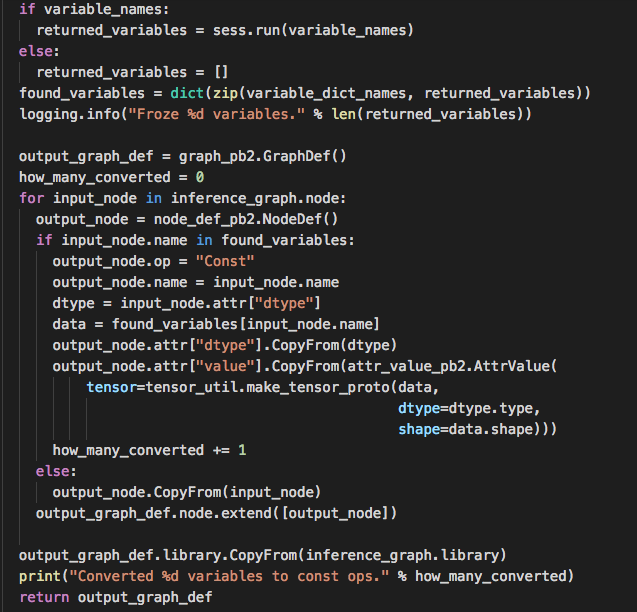 if variable_names:
  returned_variables = sess.run(variable_names)
else:
  returned_variables = []
found_variables = dict(zip(variable_dict_names, returned_variables))
logging.info("Froze %d variables." % len(returned_variables))

output_graph_def = graph_pb2.GraphDef()
how_many_converted = 0
for input_node in inference_graph.node:
  output_node = node_def_pb2.NodeDef()
  if input_node.name in found_variables:
    output_node.op = "Const"
    output_node.name = input_node.name
    dtype = input_node.attr["dtype"]
    data = found_variables[input_node.name]
    output_node.attr["dtype"].CopyFrom(dtype)
    output_node.attr["value"].CopyFrom(attr_value_pb2.AttrValue(
        tensor=tensor_util.make_tensor_proto(data,
                                             dtype=dtype.type,
                                             shape=data.shape)))
    how_many_converted += 1
  else:
    output_node.CopyFrom(input_node)
  output_graph_def.node.extend([output_node])

output_graph_def.library.CopyFrom(inference_graph.library)
print("Converted %d variables to const ops." % how_many_converted)
return output_graph_def